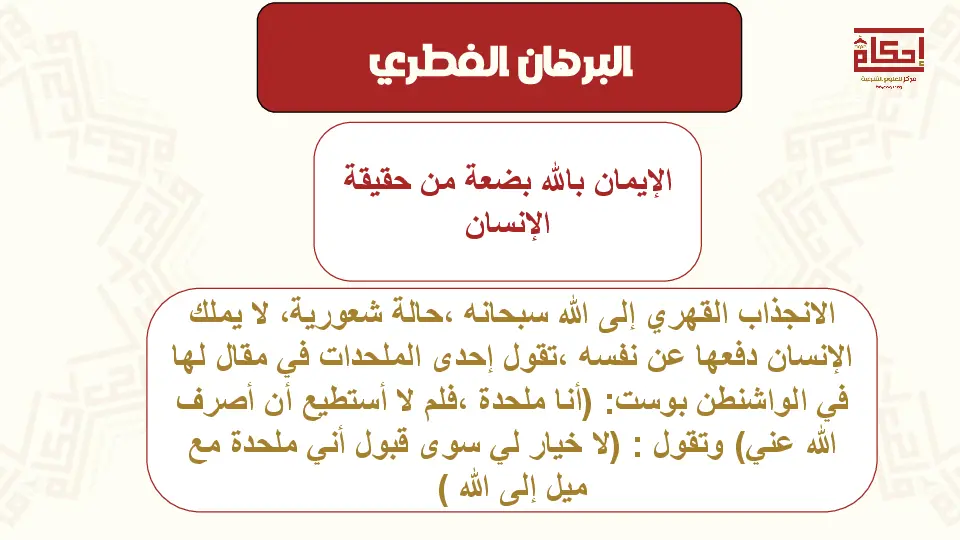 البرهان الفطري
إحكام
مركز للعلوم الشرعية
الإيمان بالله بضعة من حقيقة
الإنسان
الانجذاب القهري إلى الله سبحانه ،حالة شعورية، لا يملك
الإنسان دفعها عن نفسه ،تقول إحدى الملحدات في مقال لها
في الواشنطن بوست: (أنا ملحدة ،فلم لا أستطيع أن أصرف
الله عني) وتقول : (لا خيار لي سوى قبول أني ملحدة مع
ميل إلى الله )